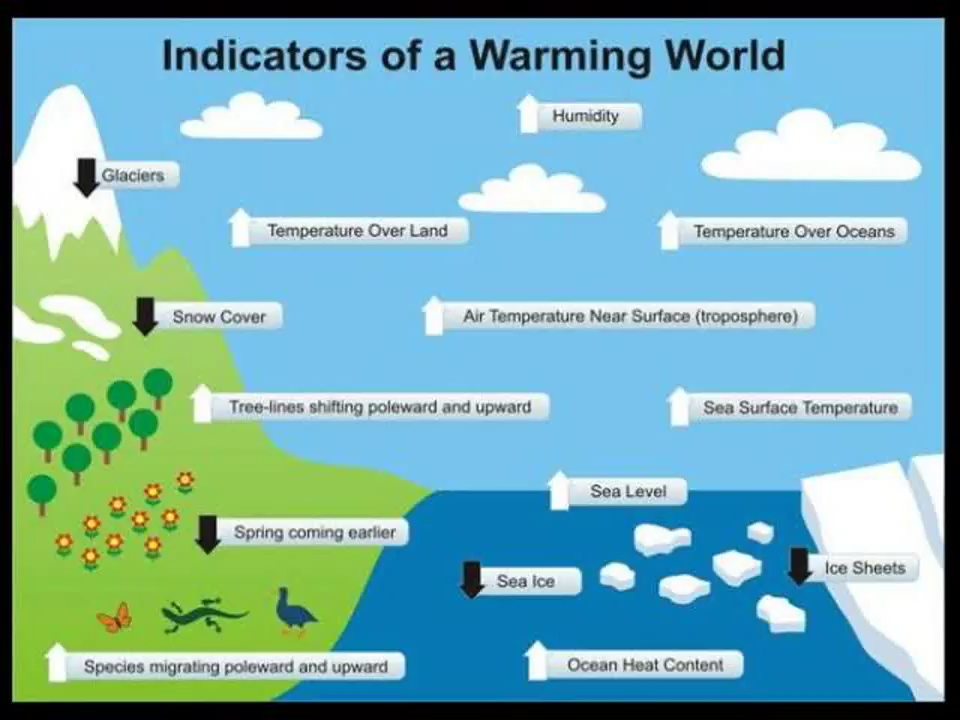 Indicators of a Warming World
Humidity
Glaciers
Temperature Over Land
Temperature Over Oceans
Snow Cover
Air Temperature Near Surface (troposphere)
Tree-lines shifting poleward and upward
Sea Surface Temperature
Sea Level
Spring coming earlier
Ice Sheets
Sea Ice
Species migrating poleward and upward
Ocean Heat Content